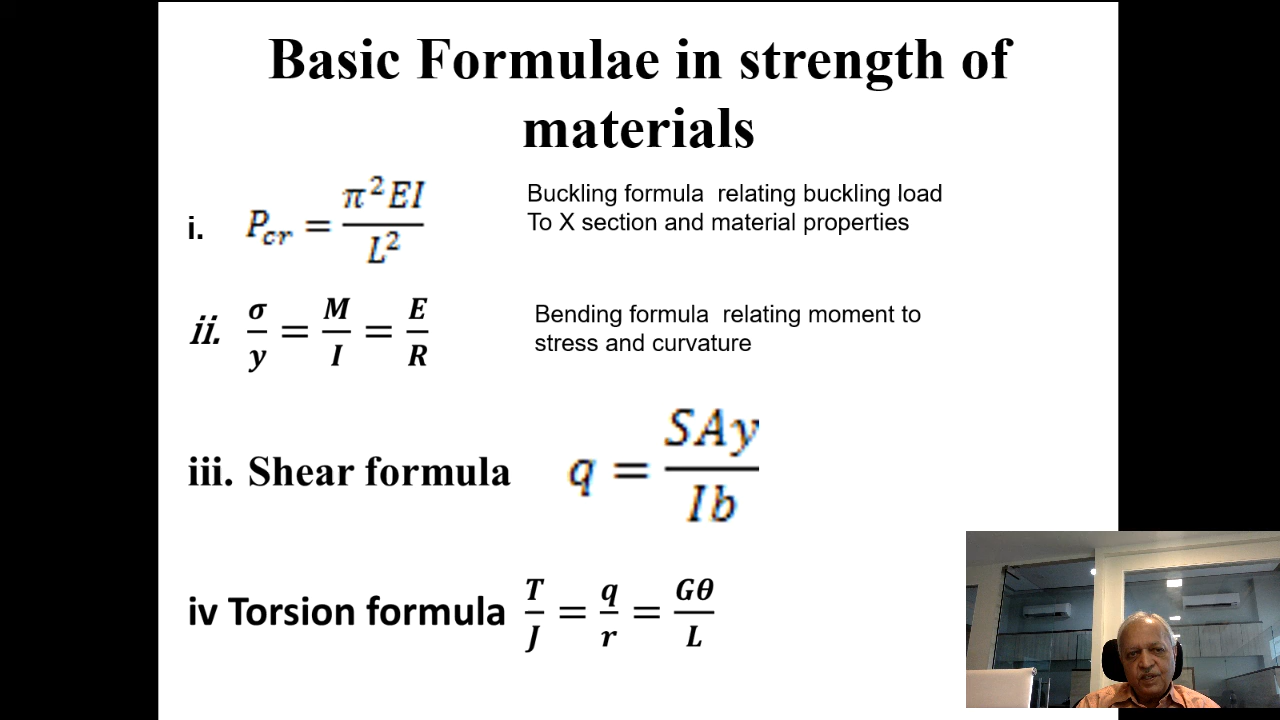 Basic Formulae in strength of
materials
i. P_cr = π²EI / L²
Buckling formula relating buckling load
To X section and material properties
ii. σ/y = M/I = E/R
Bending formula relating moment to
stress and curvature
iii. Shear formula q = SAy / Ib
iv Torsion formula T/J = q/r = Gθ/L